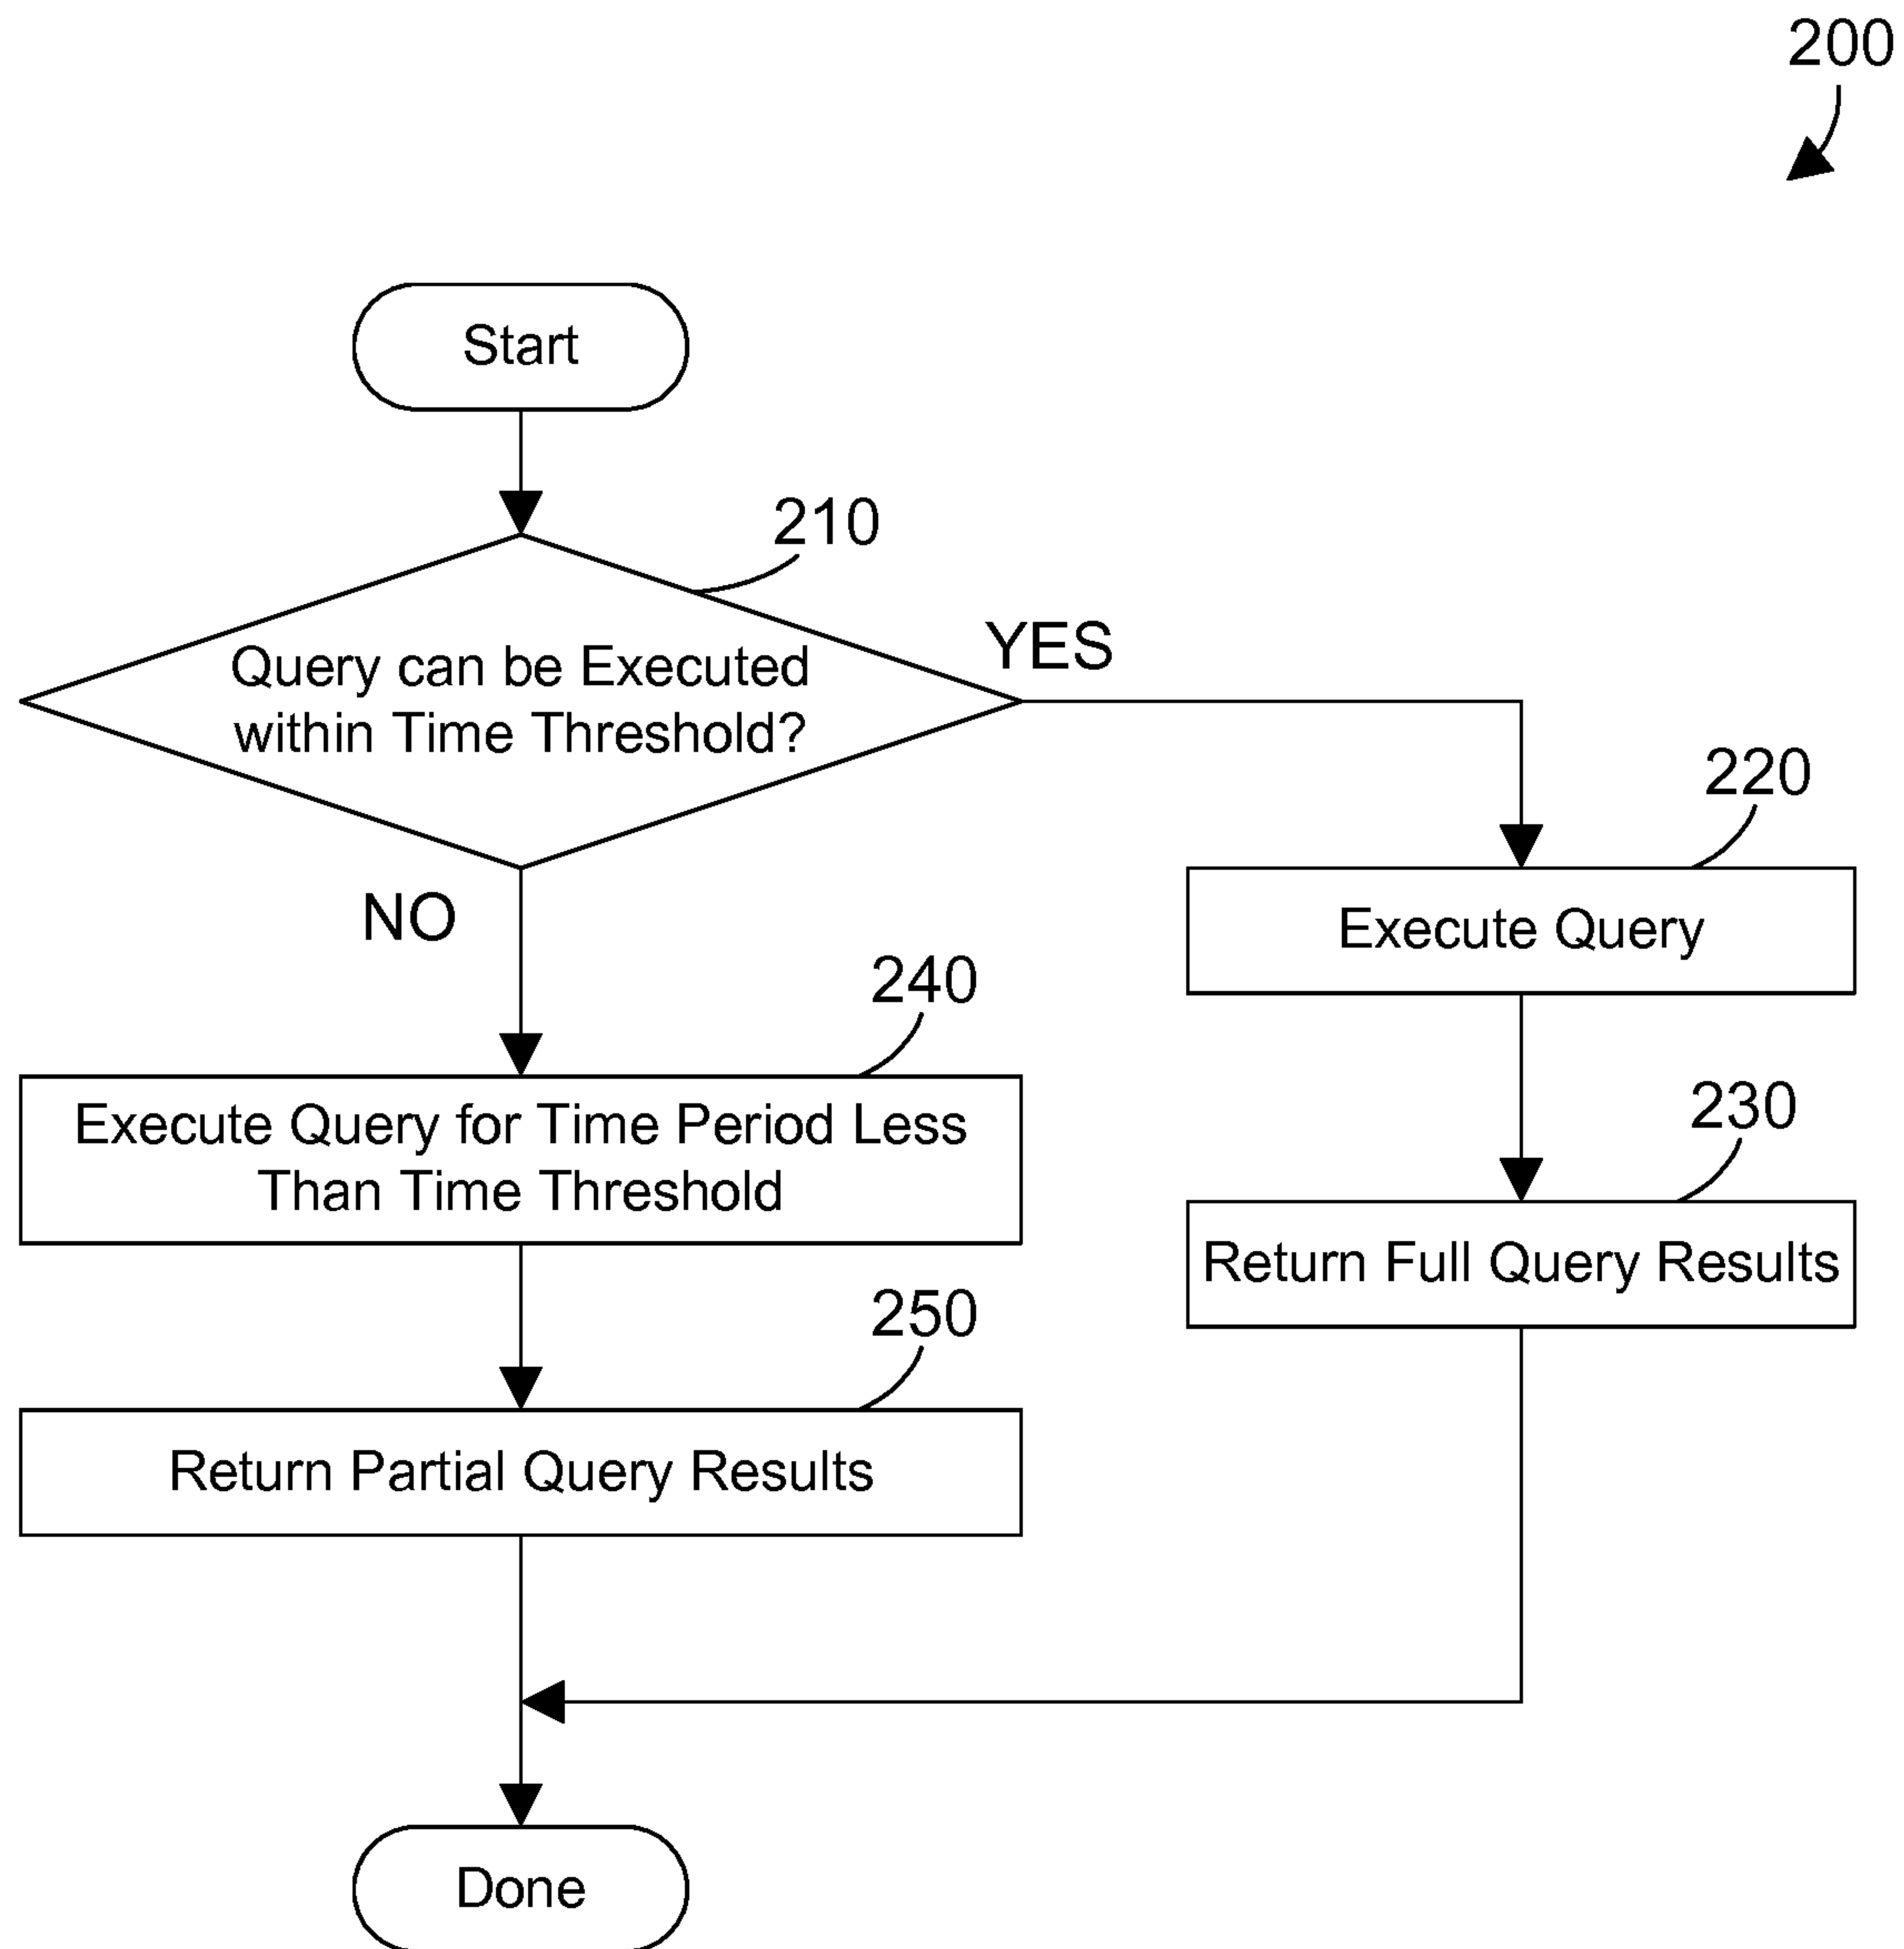 200
Start
210
Query can be Executed
within Time Threshold?
YES
220
Execute Query
NO
240
Execute Query for Time Period Less
Than Time Threshold
230
Return Full Query Results
250
Return Partial Query Results
Done